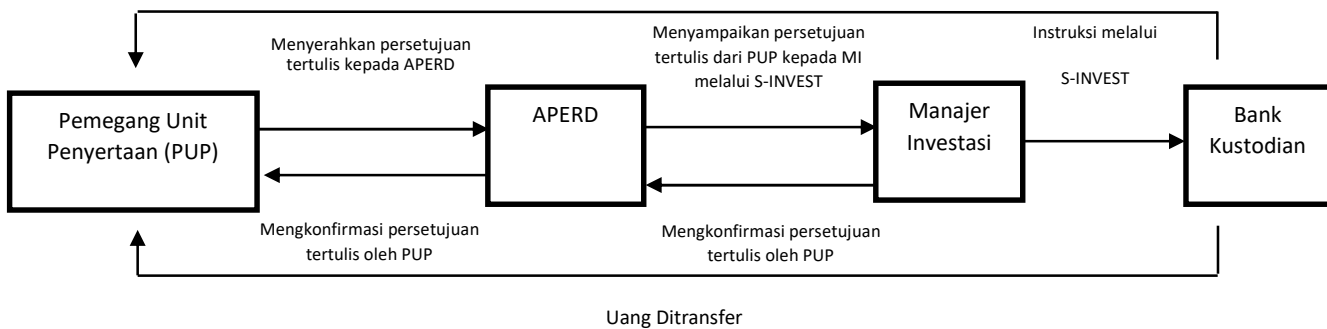 Menyerahkan persetujuan
tertulis kepada APERD
Menyampaikan persetujuan
tertulis dari PUP kepada MI
melalui S-INVEST
Instruksi melalui
S-INVEST
Pemegang Unit
Penyertaan (PUP)
APERD
Manajer
Investasi
Bank
Kustodian
Mengkonfirmasi persetujuan
tertulis oleh PUP
Mengkonfirmasi persetujuan
tertulis oleh PUP
Uang Ditransfer